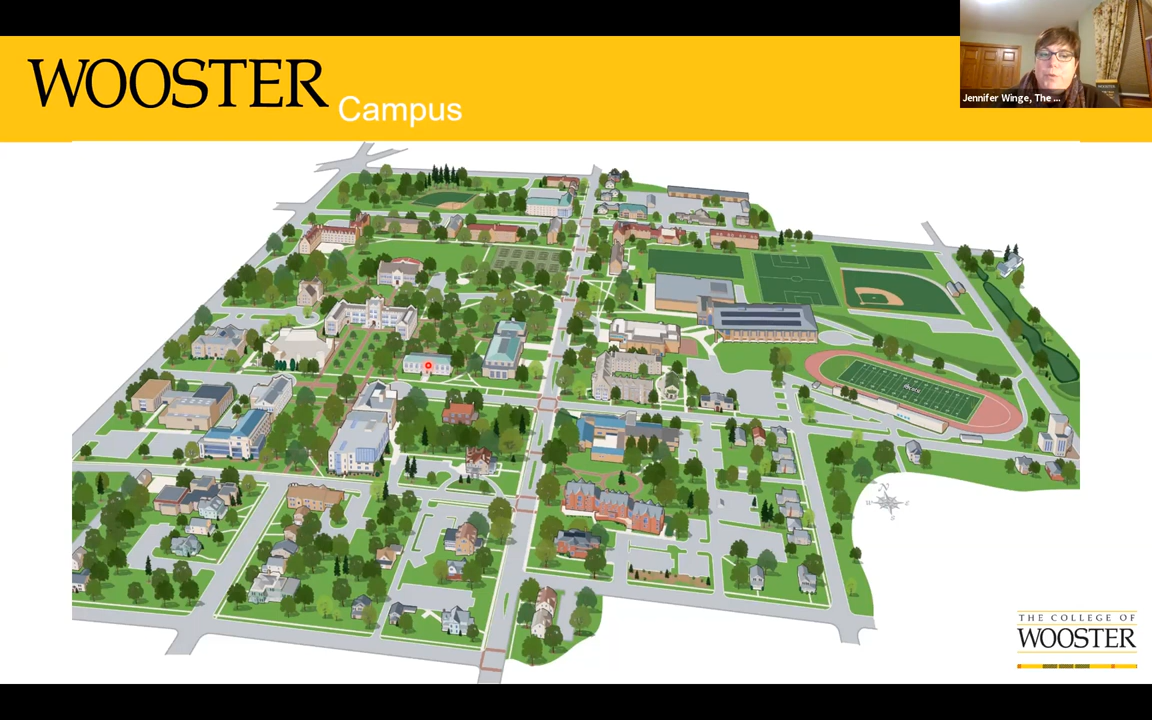 WOOSTER Campus
Jennifer Winge, The ...
THE COLLEGE OF
WOOSTER